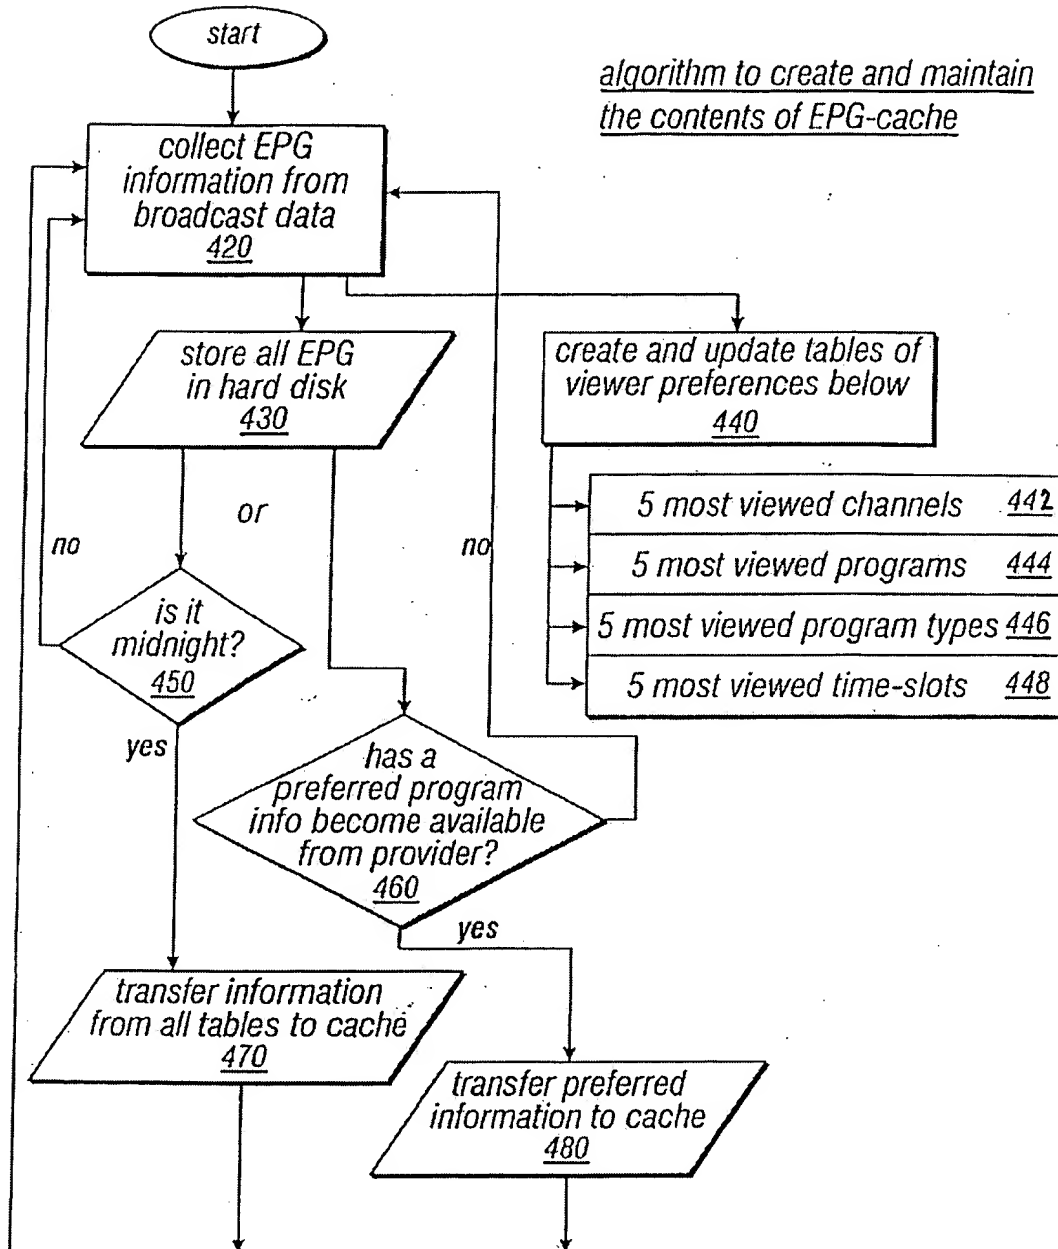 start
algorithm to create and maintain
the contents of EPG-cache
collect EPG
information from
broadcast data
420
store all EPG
in hard disk
430
create and update tables of
viewer preferences below
440
5 most viewed channels 442
5 most viewed programs 444
5 most viewed program types 446
5 most viewed time-slots 448
or
no
no
is it
midnight?
450
yes
has a
preferred program
info become available
from provider?
460
yes
transfer information
from all tables to cache
470
transfer preferred
information to cache
480